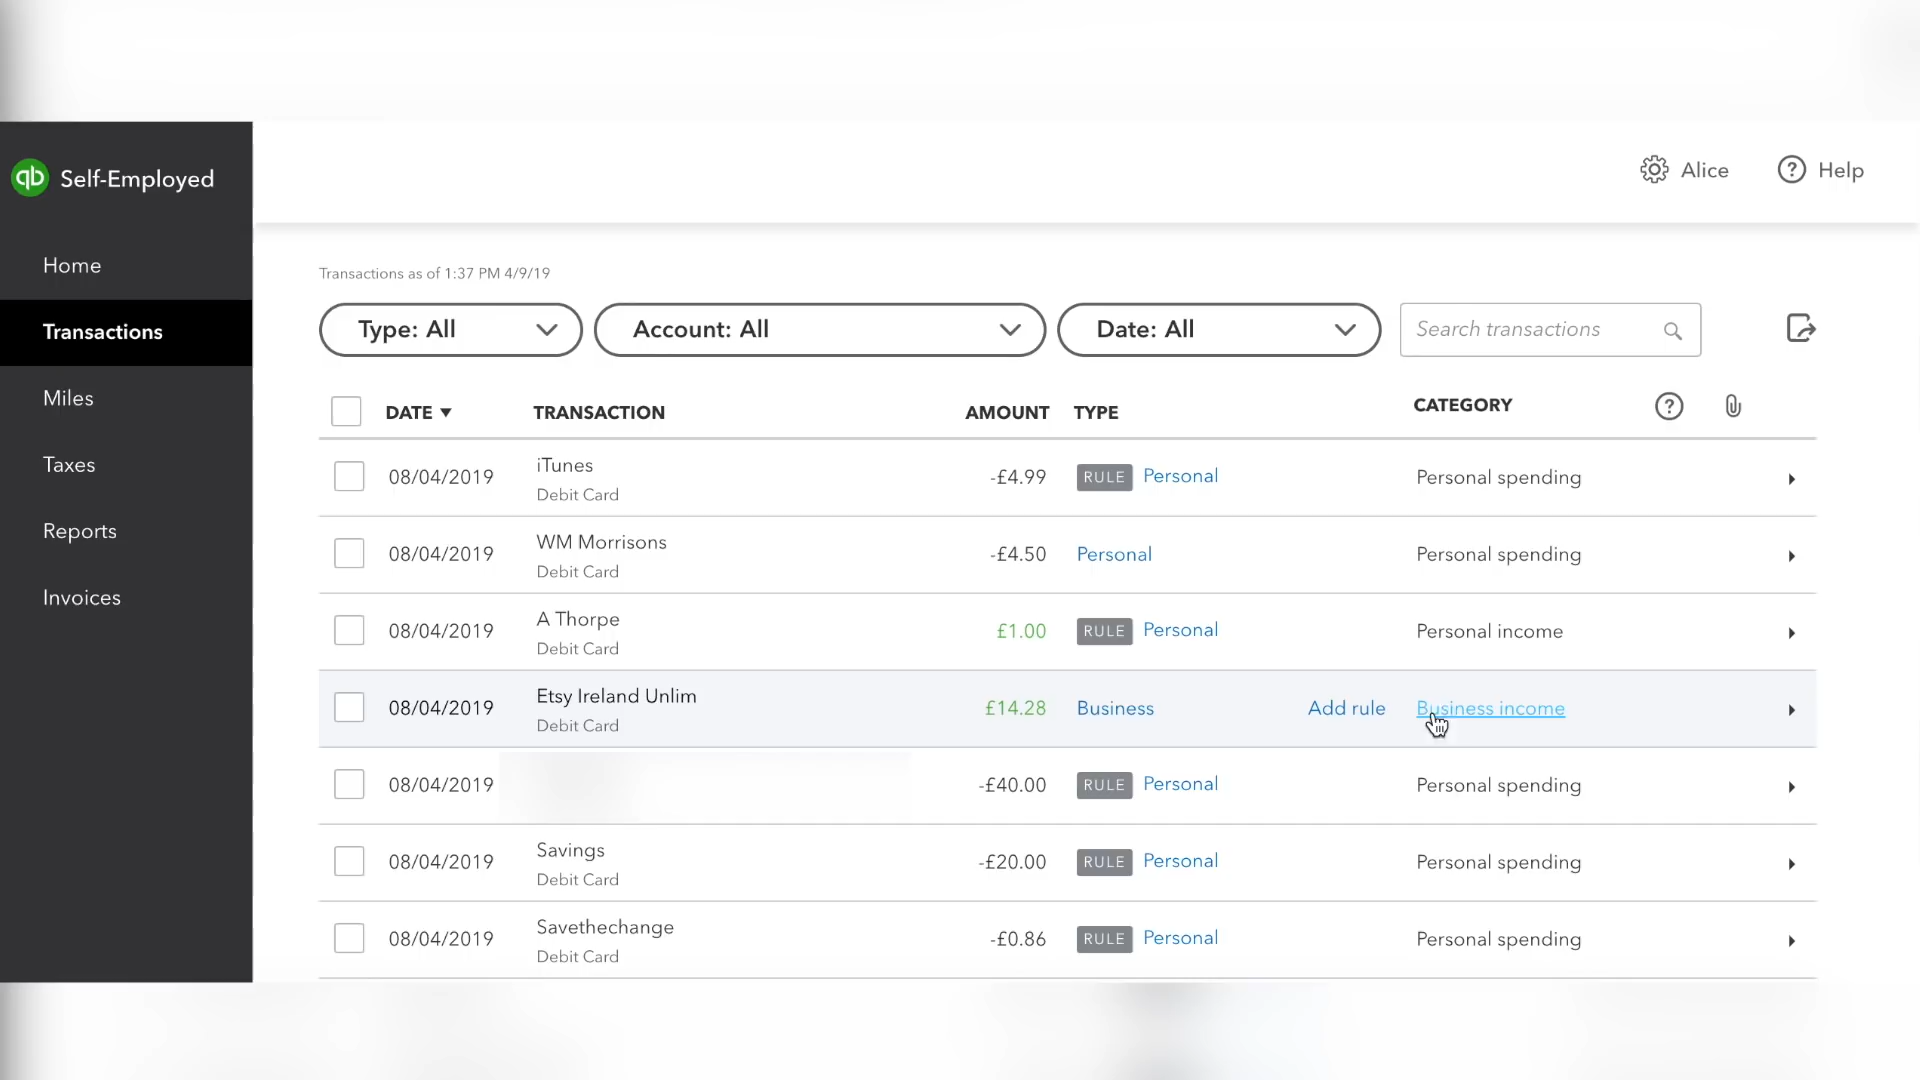 qb Self-Employed
Alice
Help
Home
Transactions
Miles
Taxes
Reports
Invoices
Transactions as of 1:37 PM 4/9/19
Type: All
Account: All
Date: All
Search transactions
DATE ▼ TRANSACTION AMOUNT TYPE CATEGORY
08/04/2019 iTunes -£4.99 RULE Personal Personal spending
Debit Card
08/04/2019 WM Morrisons -£4.50 Personal Personal spending
Debit Card
08/04/2019 A Thorpe £1.00 RULE Personal Personal income
Debit Card
08/04/2019 Etsy Ireland Unlim £14.28 Business Add rule Business income
Debit Card
08/04/2019 -£40.00 RULE Personal Personal spending
08/04/2019 Savings -£20.00 RULE Personal Personal spending
Debit Card
08/04/2019 Savethechange -£0.86 RULE Personal Personal spending
Debit Card